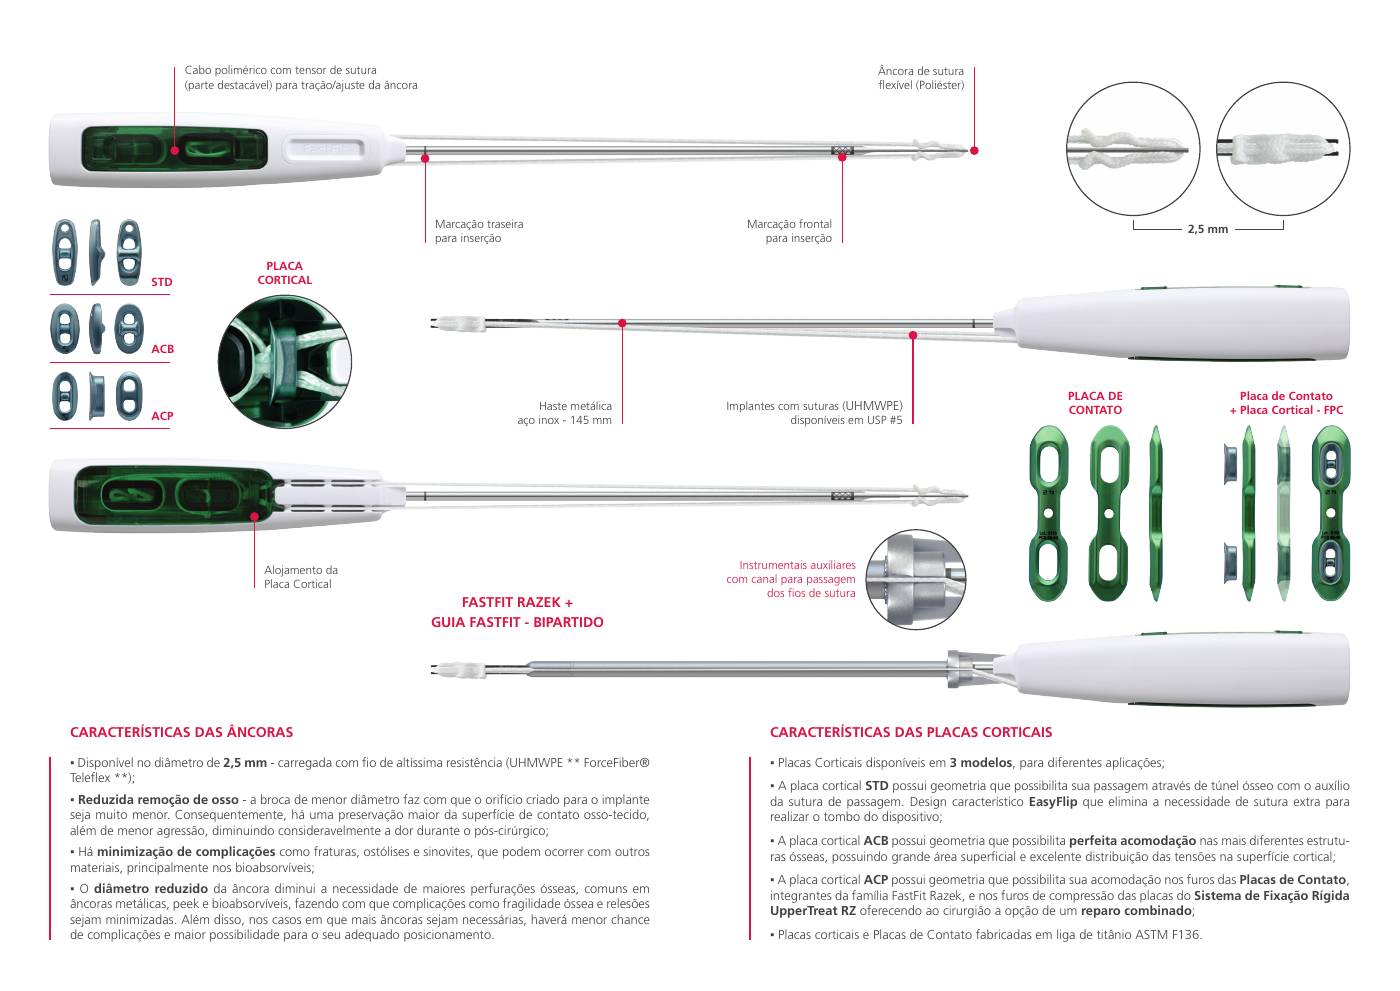 Cabo polimérico com tensor de sutura
(parte destacável) para tração/ajuste da âncora
Âncora de sutura
flexível (Poliéster)
Marcação traseira
para inserção
Marcação frontal
para inserção
2,5 mm
STD
ACB
ACP
PLACA
CORTICAL
Haste metálica
aço inox - 145 mm
Implantes com suturas (UHMWPE)
disponíveis em USP #5
PLACA DE
CONTATO
Placa de Contato
+ Placa Cortical - FPC
Alojamento da
Placa Cortical
Instrumentais auxiliares
com canal para passagem
dos fios de sutura
FASTFIT RAZEK +
GUIA FASTFIT - BIPARTIDO
CARACTERÍSTICAS DAS ÂNCORAS
▪ Disponível no diâmetro de 2,5 mm - carregada com fio de altíssima resistência (UHMWPE ** ForceFiber®
Teleflex **);
▪ Reduzida remoção de osso - a broca de menor diâmetro faz com que o orifício criado para o implante
seja muito menor. Consequentemente, há uma preservação maior da superfície de contato osso-tecido,
além de menor agressão, diminuindo consideravelmente a dor durante o pós-cirúrgico;
▪ Há minimização de complicações como fraturas, ostólises e sinovites, que podem ocorrer com outros
materiais, principalmente nos bioabsorvíveis;
▪ O diâmetro reduzido da âncora diminui a necessidade de maiores perfurações ósseas, comuns em
âncoras metálicas, peek e bioabsorvíveis, fazendo com que complicações como fragilidade óssea e relesões
sejam minimizadas. Além disso, nos casos em que mais âncoras sejam necessárias, haverá menor chance
de complicações e maior possibilidade para o seu adequado posicionamento.
CARACTERÍSTICAS DAS PLACAS CORTICAIS
▪ Placas Corticais disponíveis em 3 modelos, para diferentes aplicações;
▪ A placa cortical STD possui geometria que possibilita sua passagem através de túnel ósseo com o auxílio
da sutura de passagem. Design característico EasyFlip que elimina a necessidade de sutura extra para
realizar o tombo do dispositivo;
▪ A placa cortical ACB possui geometria que possibilita perfeita acomodação nas mais diferentes estrutu-
ras ósseas, possuindo grande área superficial e excelente distribuição das tensões na superfície cortical;
▪ A placa cortical ACP possui geometria que possibilita sua acomodação nos furos das Placas de Contato,
integrantes da família FastFit Razek, e nos furos de compressão das placas do Sistema de Fixação Rígida
UpperTreat RZ oferecendo ao cirurgião a opção de um reparo combinado;
▪ Placas corticais e Placas de Contato fabricadas em liga de titânio ASTM F136.